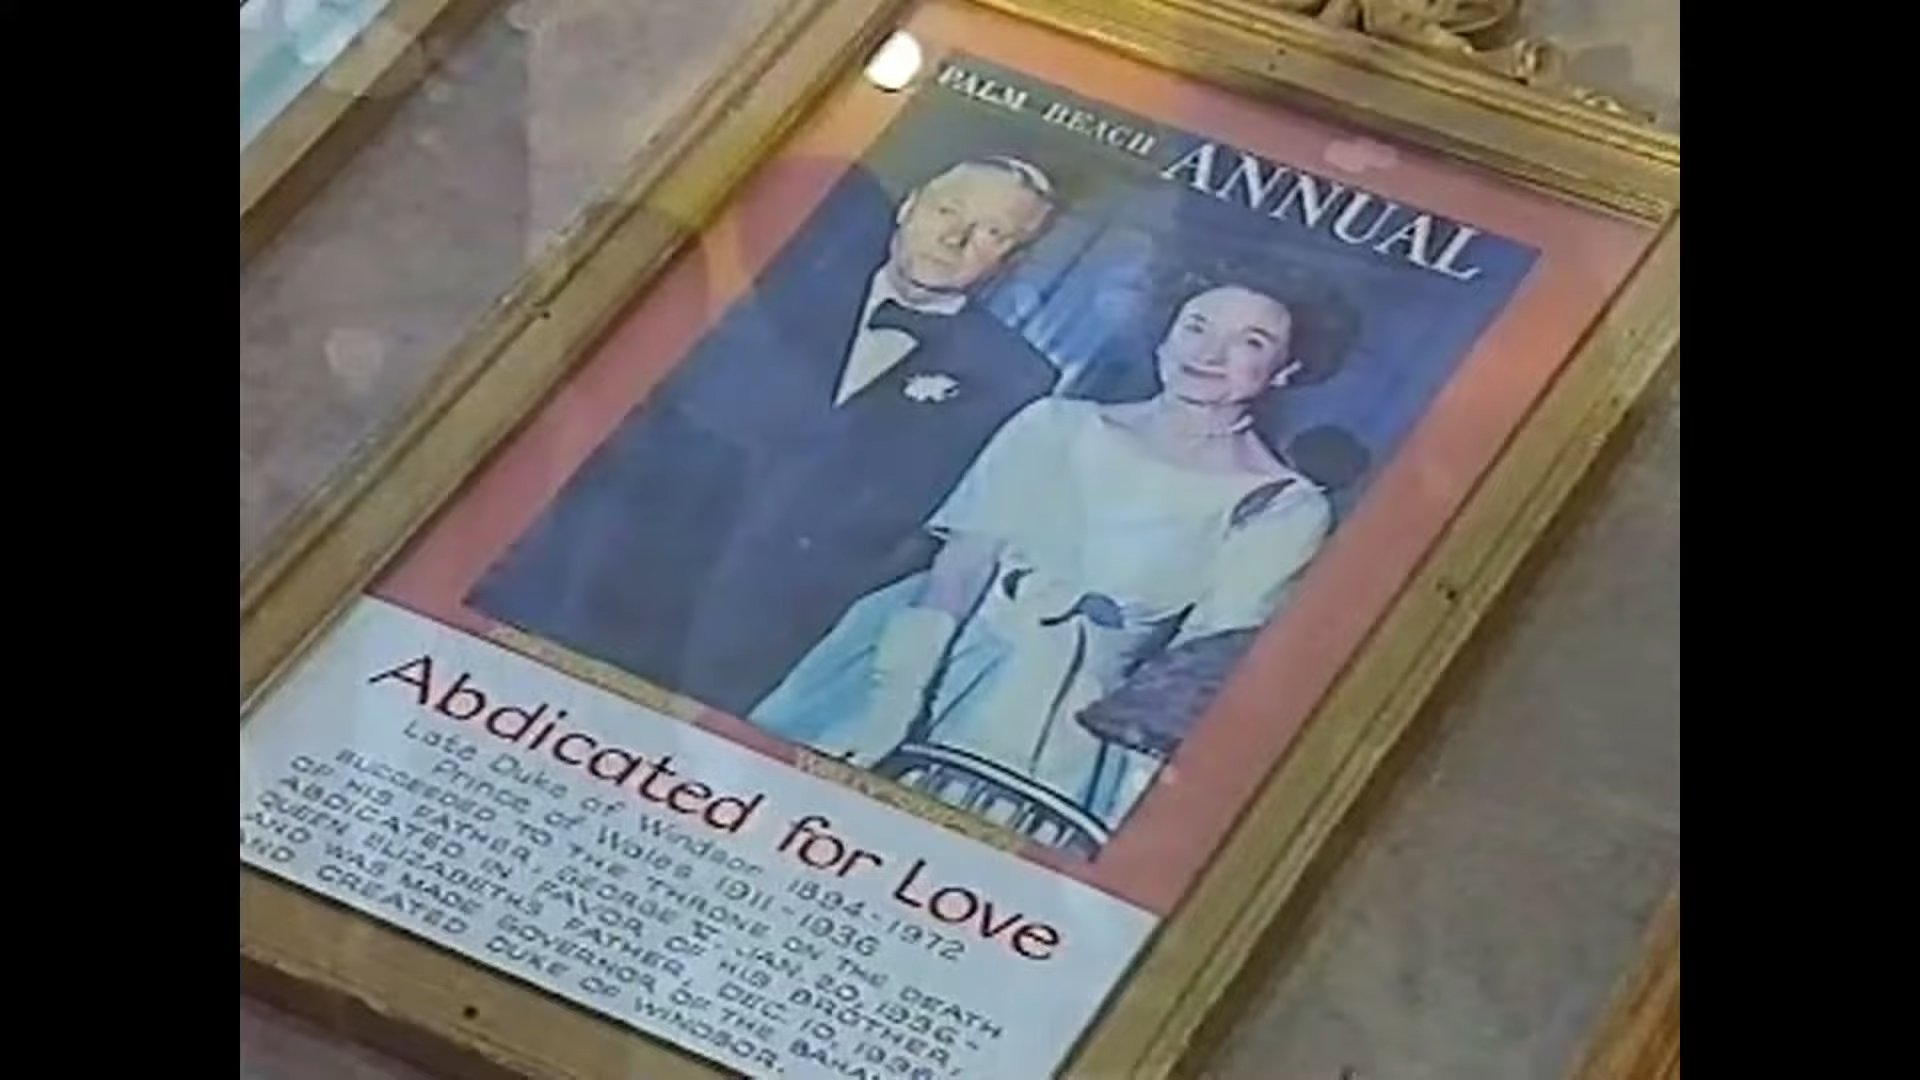 PALM BEACH ANNUAL
Abdicated for Love
Late Duke of Windsor 1894-1972
Prince of Wales 1911-1936
SUCCEEDED TO THE THRONE ON THE DEATH
OF HIS FATHER, GEORGE V. JAN. 20, 1936-
ABDICATED IN FAVOR OF HIS BROTHER,
QUEEN ELIZABETHS FATHER, DEC. 10, 1936,
AND WAS MADE GOVERNOR OF THE BAHA
AND CREATED DUKE OF WINDSOR.